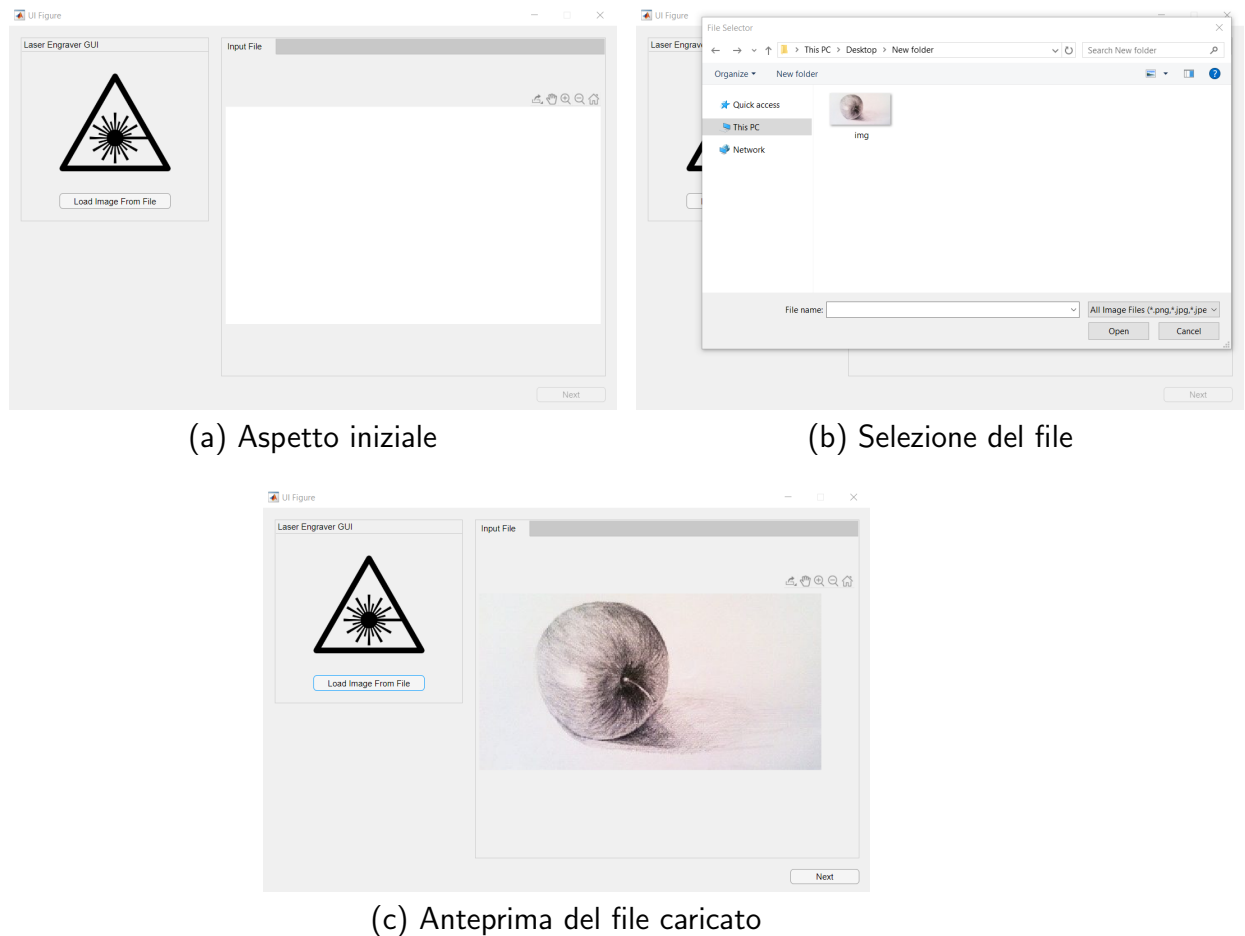 UI Figure
Laser Engraver GUI
Input File
Load Image From File
Next
(a) Aspetto iniziale
UI Figure
Laser Engrav
File Selector
This PC > Desktop > New folder
Search New folder
Organize
New folder
Quick access
This PC
Network
img
File name:
All Image Files (*.png,*.jpg,*.jpe
Open
Cancel
Next
(b) Selezione del file
UI Figure
Laser Engraver GUI
Input File
Load Image From File
Next
(c) Anteprima del file caricato